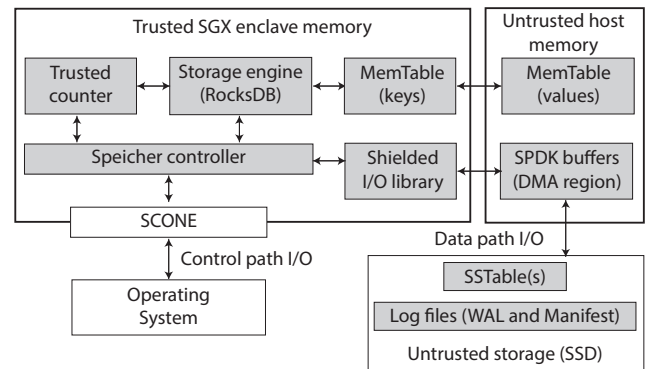 Trusted SGX enclave memory
Untrusted host
memory
Trusted
counter
Storage engine
(RocksDB)
MemTable
(keys)
MemTable
(values)
Speicher controller
Shielded
I/O library
SPDK buffers
(DMA region)
SCONE
Control path I/O
Data path I/O
Operating
System
SSTable(s)
Log files (WAL and Manifest)
Untrusted storage (SSD)